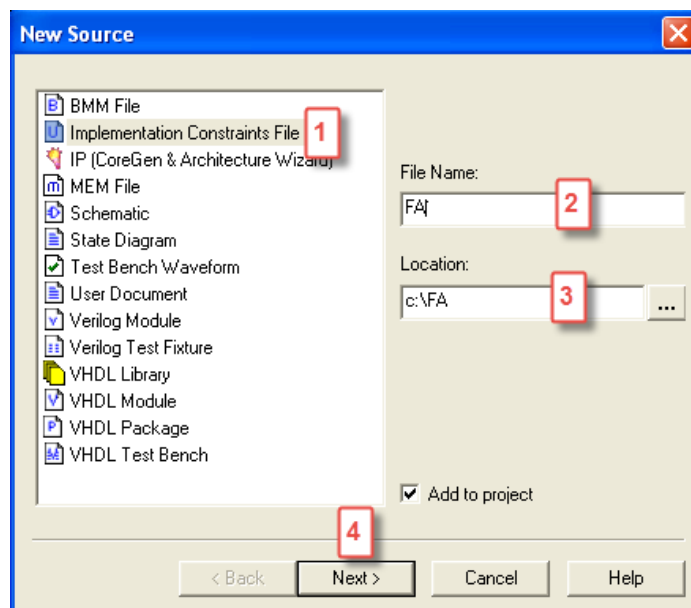 New Source
BMM File
Implementation Constraints File
1
IP (CoreGen & Architecture Wizard)
MEM File
Schematic
State Diagram
Test Bench Waveform
User Document
Verilog Module
Verilog Test Fixture
VHDL Library
VHDL Module
VHDL Package
VHDL Test Bench
File Name:
FA
2
Location:
c:\FA
3
...
Add to project
4
< Back
Next >
Cancel
Help